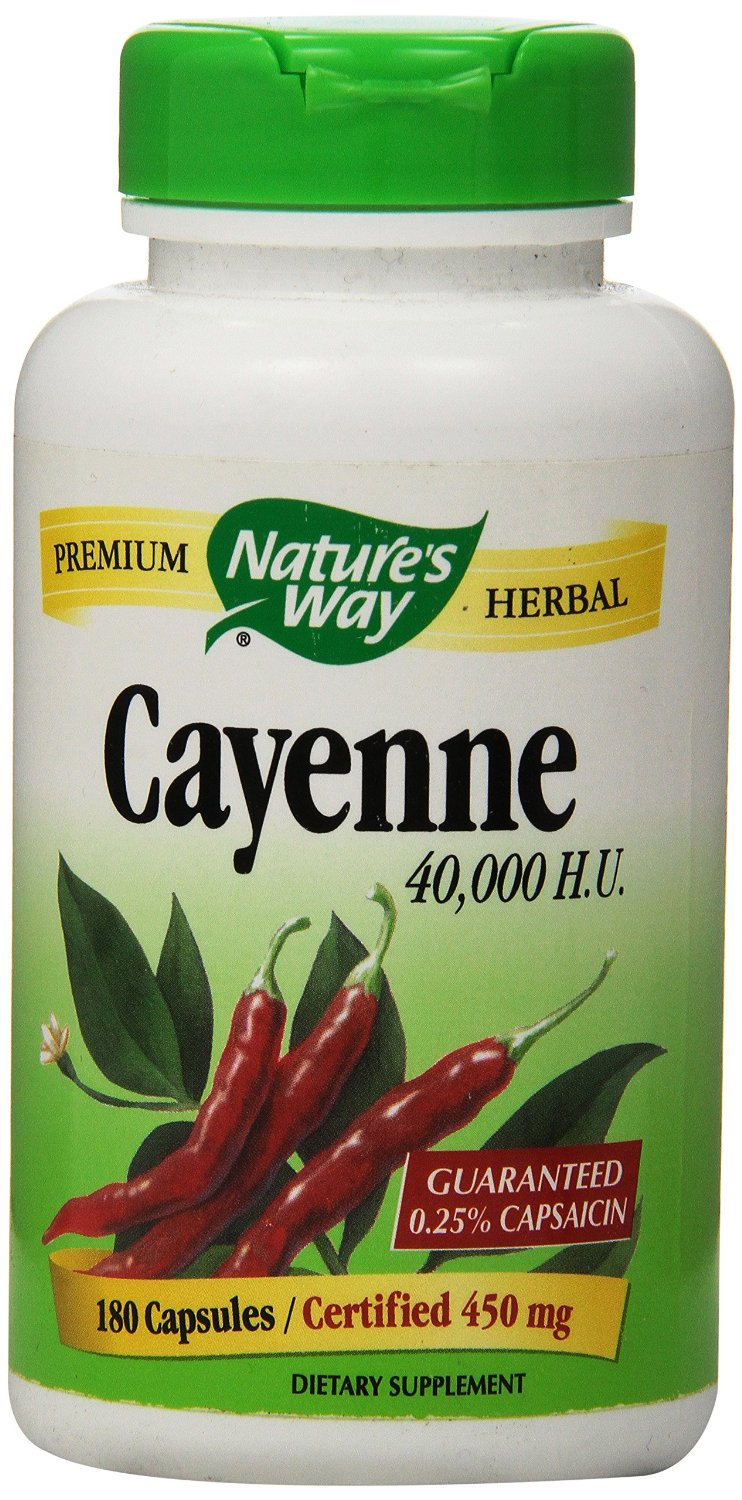 PREMIUM Nature's Way ® HERBAL
Cayenne
40,000 H.U.
GUARANTEED
0.25% CAPSAICIN
180 Capsules / Certified 450 mg
DIETARY SUPPLEMENT